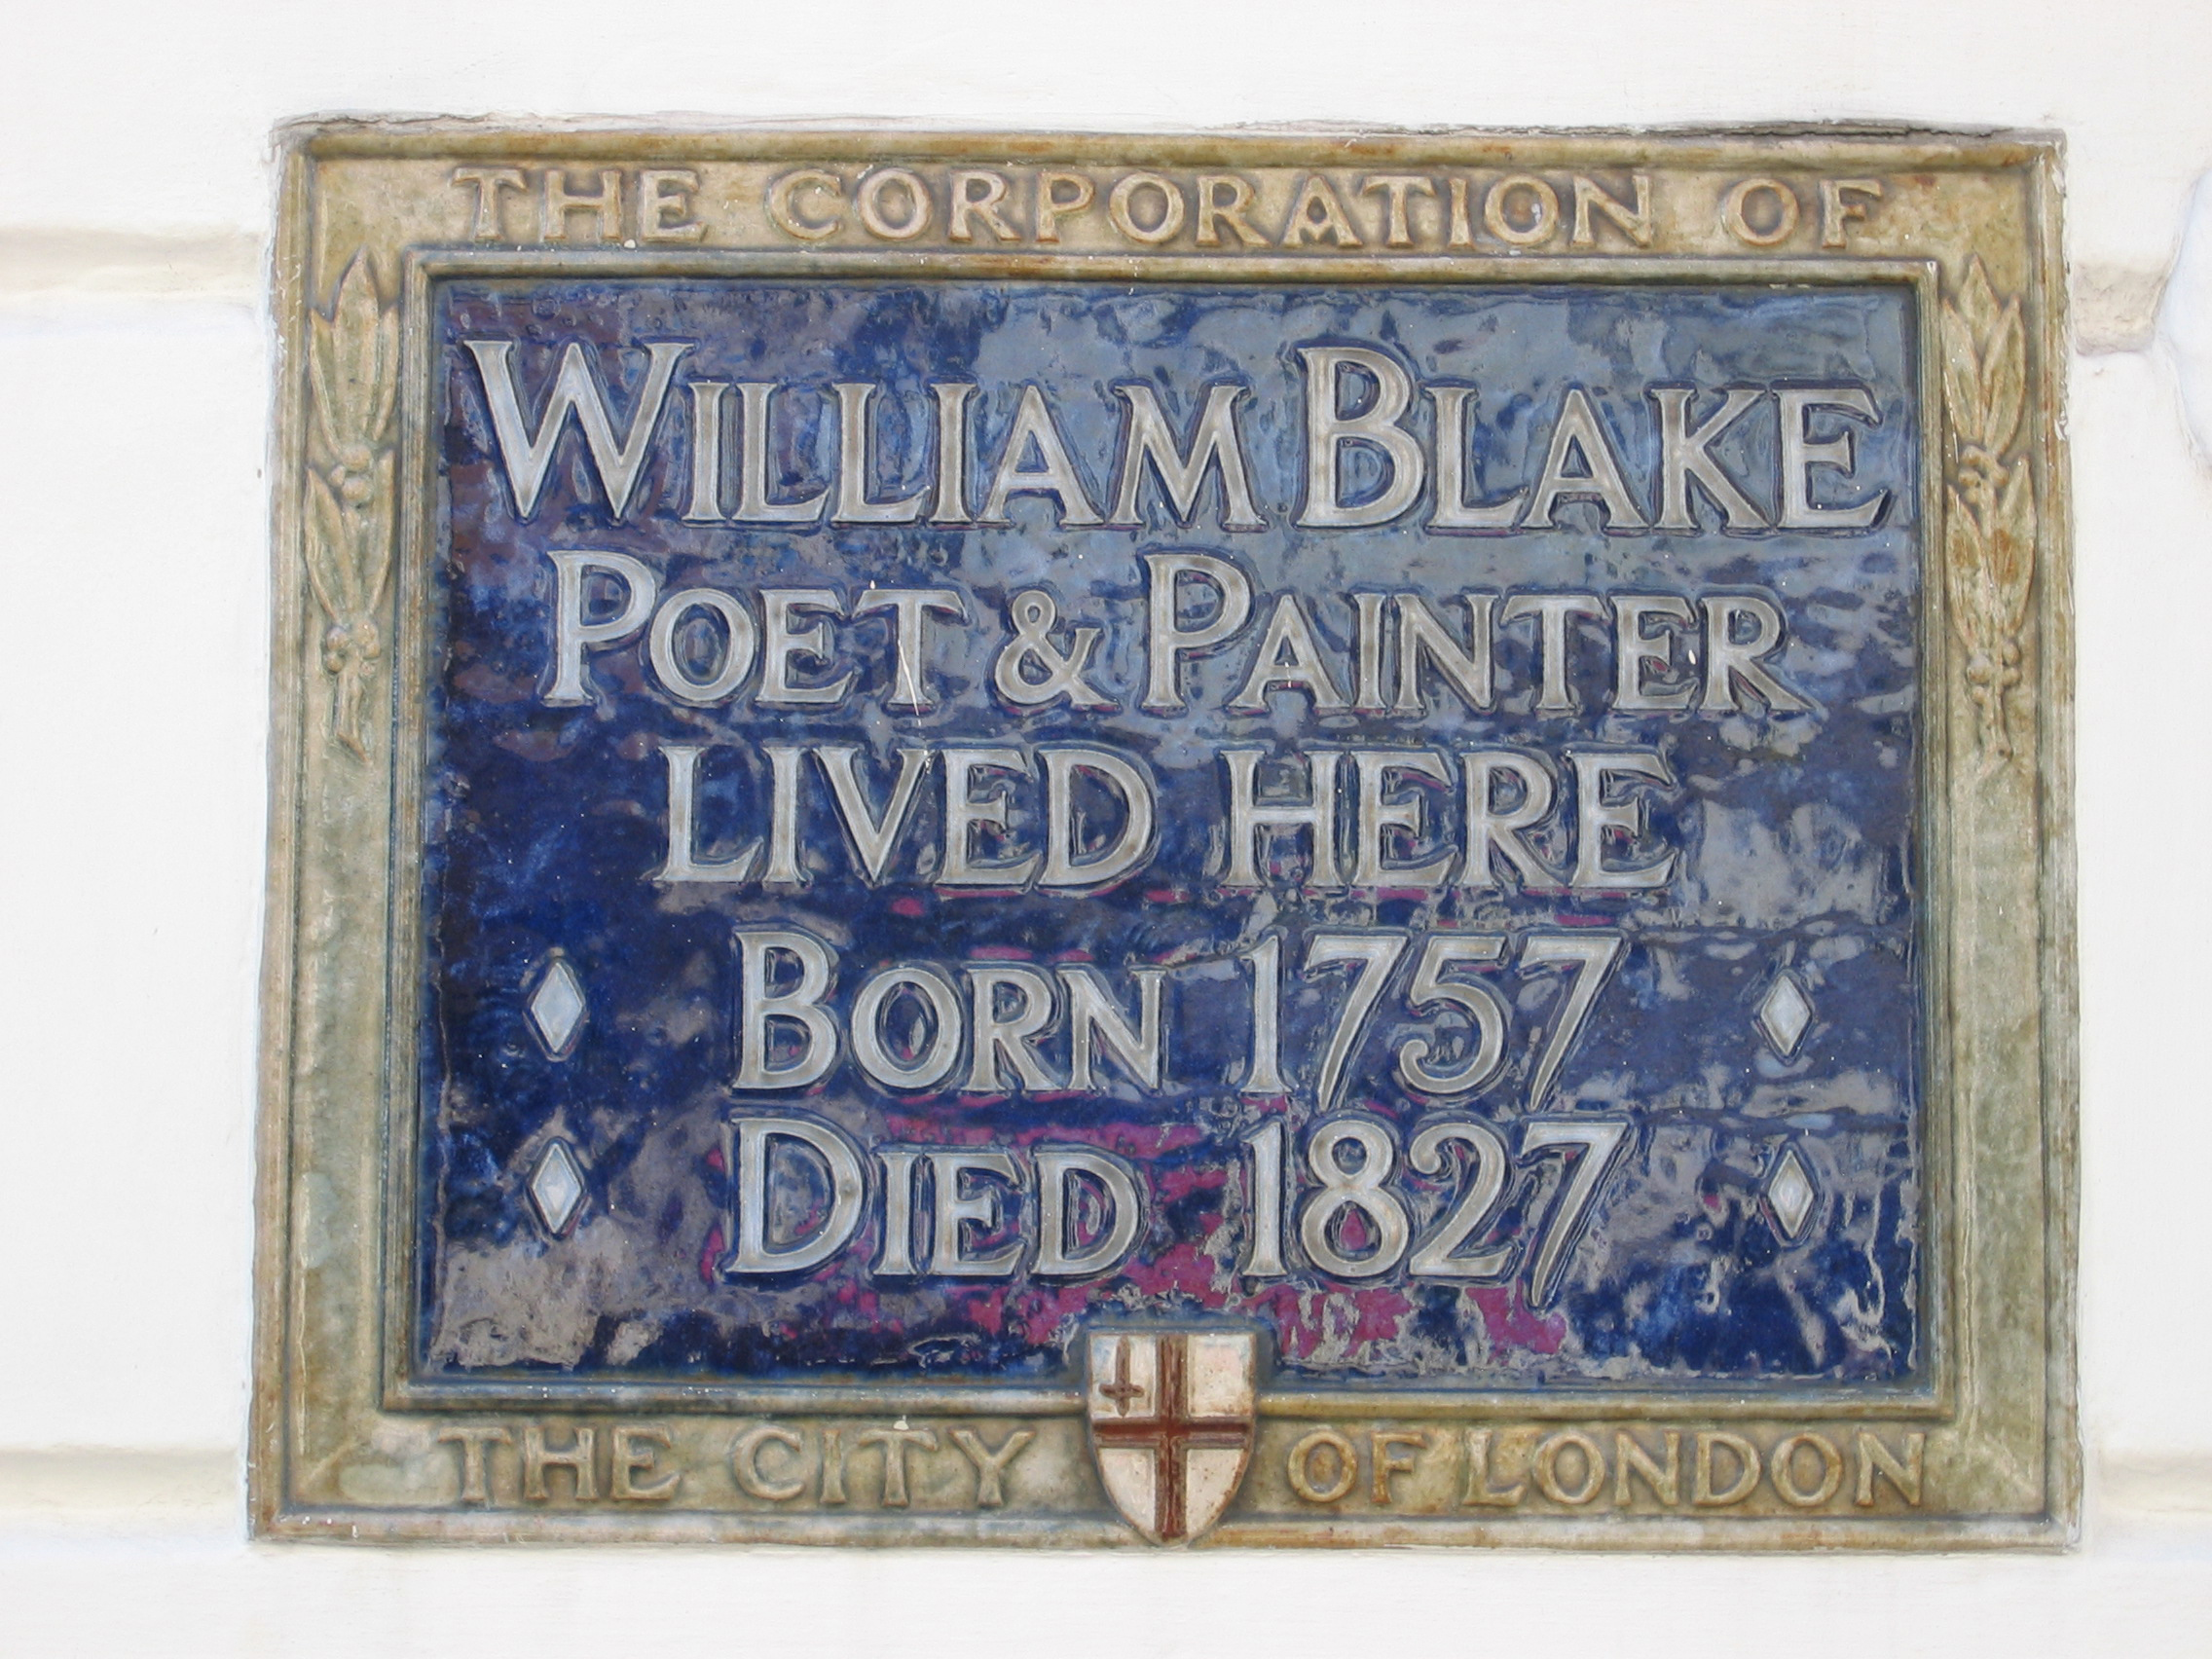 THE CORPORATION OF
WILLIAM BLAKE
POET & PAINTER
LIVED HERE
BORN 1757
DIED 1827
THE CITY OF LONDON